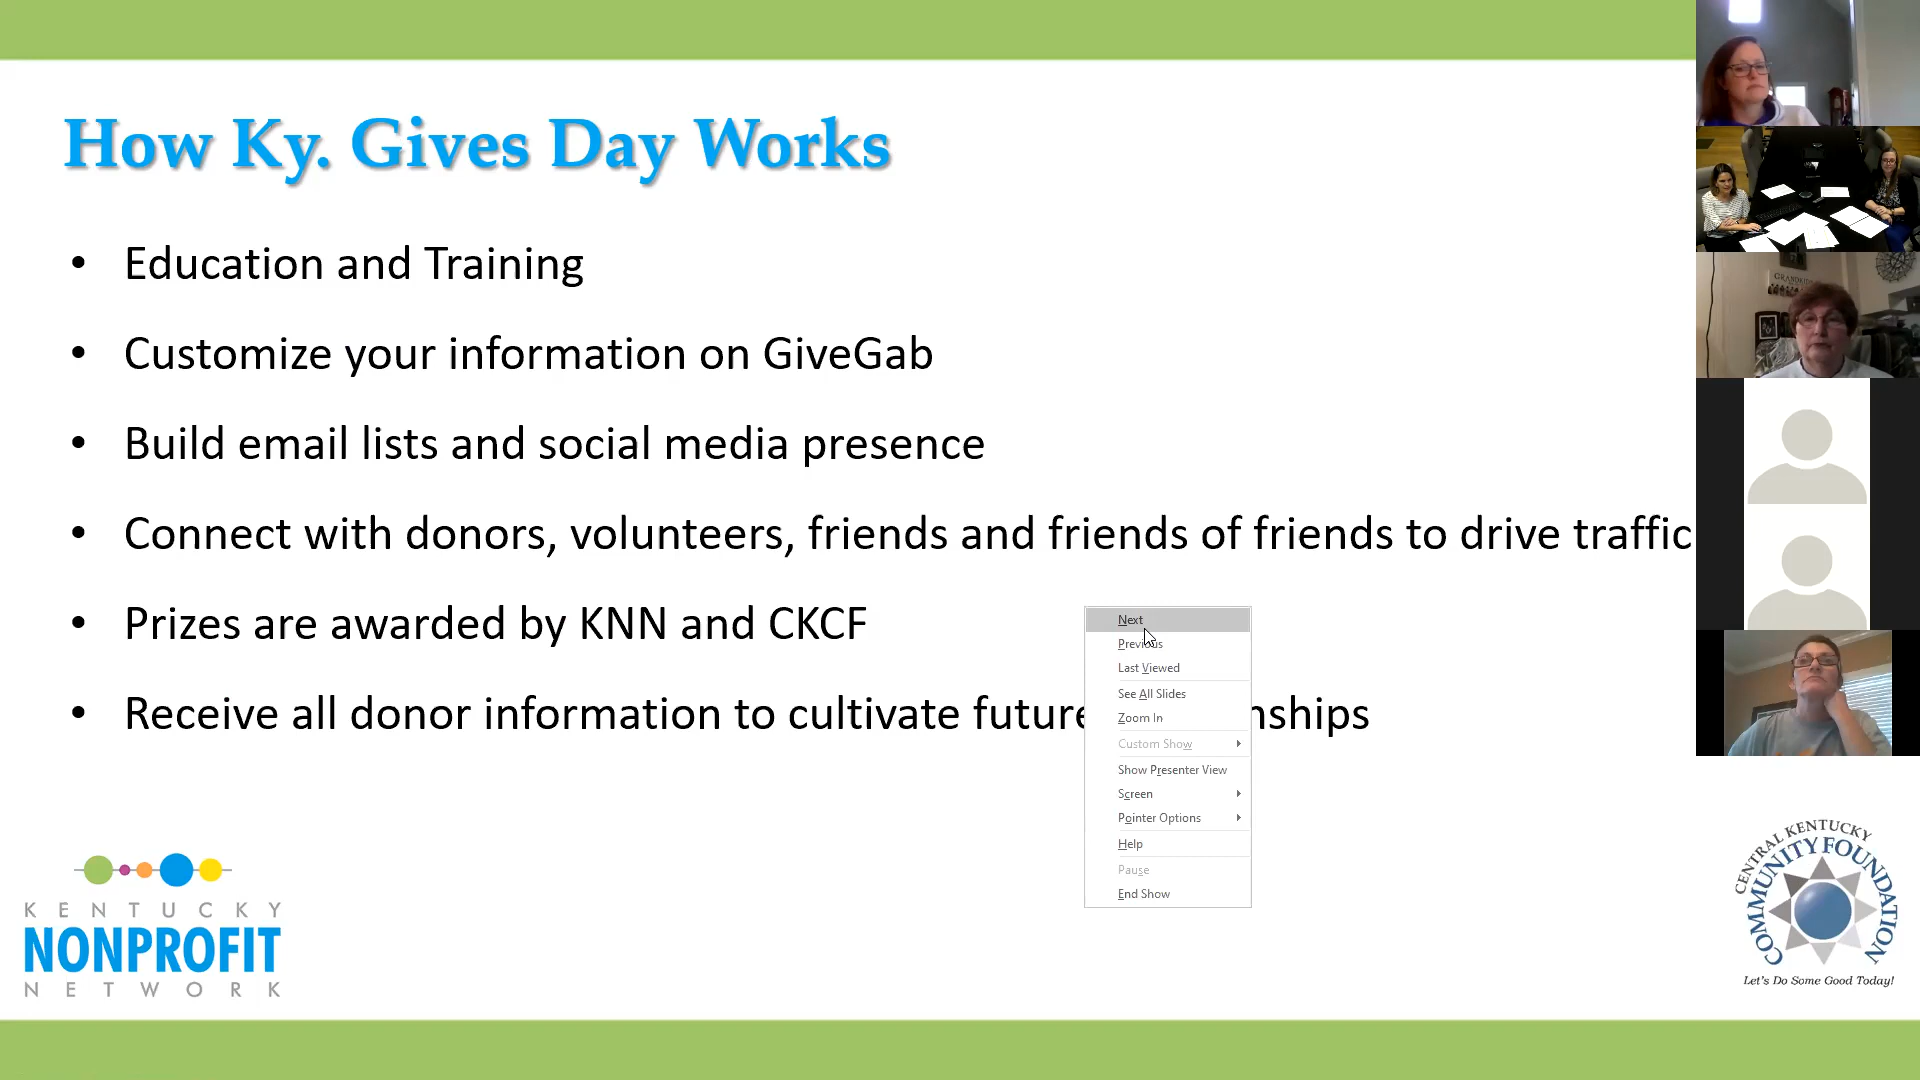 How Ky. Gives Day Works
• Education and Training
• Customize your information on GiveGab
• Build email lists and social media presence
• Connect with donors, volunteers, friends and friends of friends to drive traffic
• Prizes are awarded by KNN and CKCF
• Receive all donor information to cultivate future nships
Next
Previous
Last Viewed
See All Slides
Zoom In
Custom Show
Show Presenter View
Screen
Pointer Options
Help
Pause
End Show
KENTUCKY
NONPROFIT
NETWORK
CENTRAL KENTUCKY
COMMUNITY FOUNDATION
Let's Do Some Good Today!